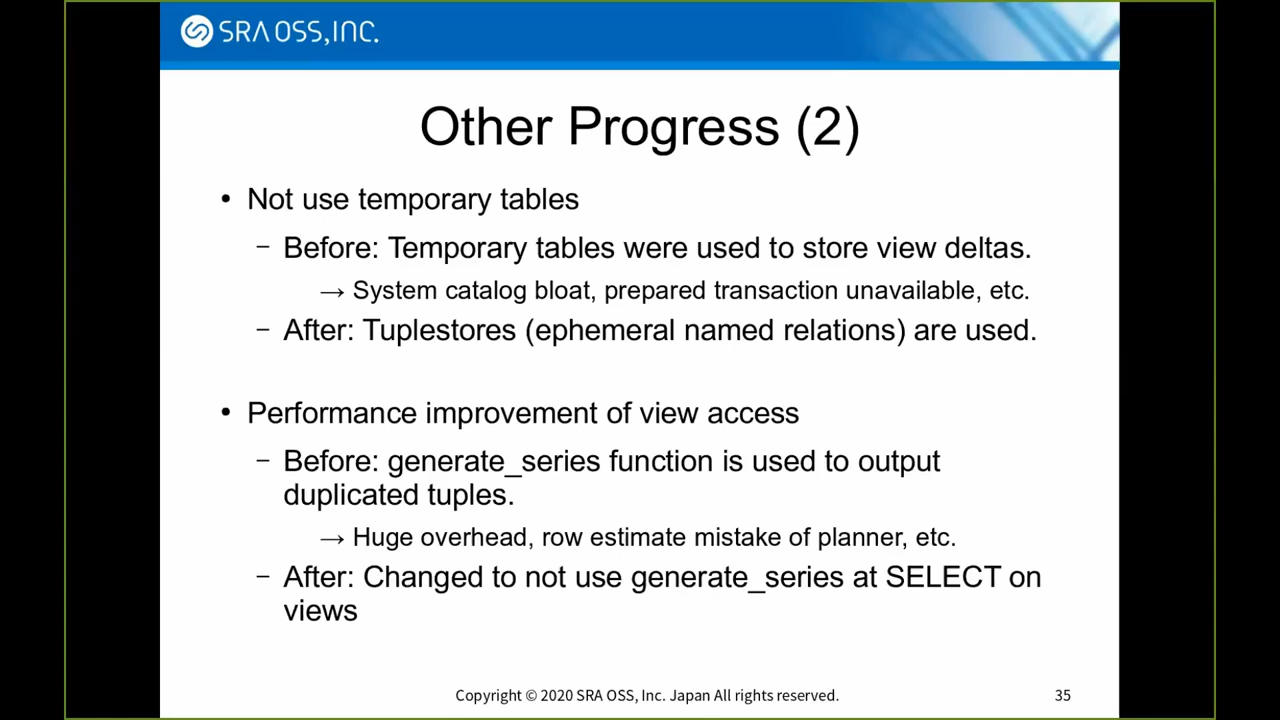 SRA OSS, INC.
Other Progress (2)
• Not use temporary tables
– Before: Temporary tables were used to store view deltas.
→ System catalog bloat, prepared transaction unavailable, etc.
– After: Tuplestores (ephemeral named relations) are used.
• Performance improvement of view access
– Before: generate_series function is used to output
duplicated tuples.
→ Huge overhead, row estimate mistake of planner, etc.
– After: Changed to not use generate_series at SELECT on
views
Copyright © 2020 SRA OSS, Inc. Japan All rights reserved.
35